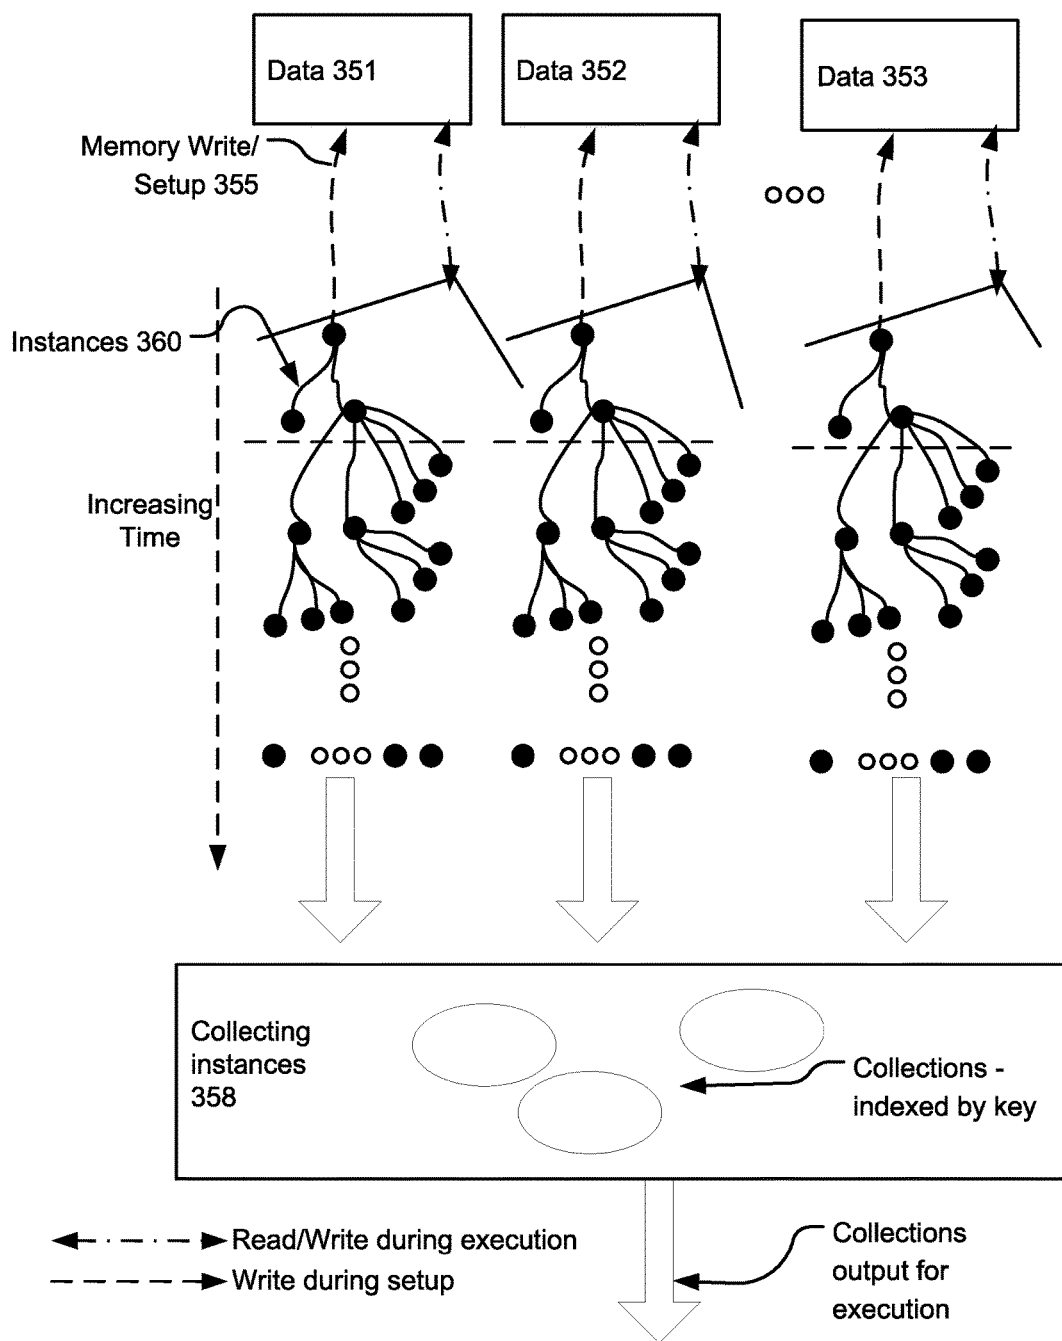 Data 351
Data 352
Data 353
Memory Write/
Setup 355
Instances 360
Increasing
Time
Collecting
instances
358
Collections -
indexed by key
Read/Write during execution
Write during setup
Collections
output for
execution